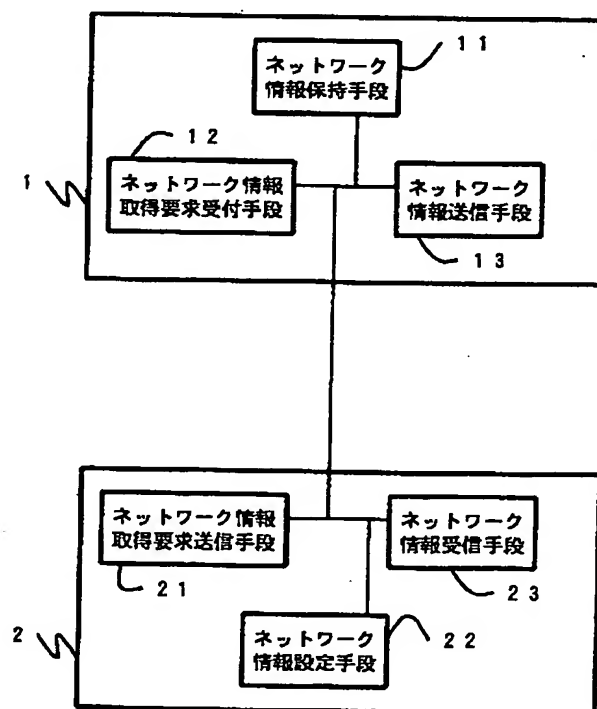 11
ネットワーク
情報保持手段
12
1
ネットワーク情報
取得要求受付手段
ネットワーク
情報送信手段
13
ネットワーク情報
取得要求送信手段
ネットワーク
情報受信手段
21
23
2
ネットワーク
情報設定手段
22